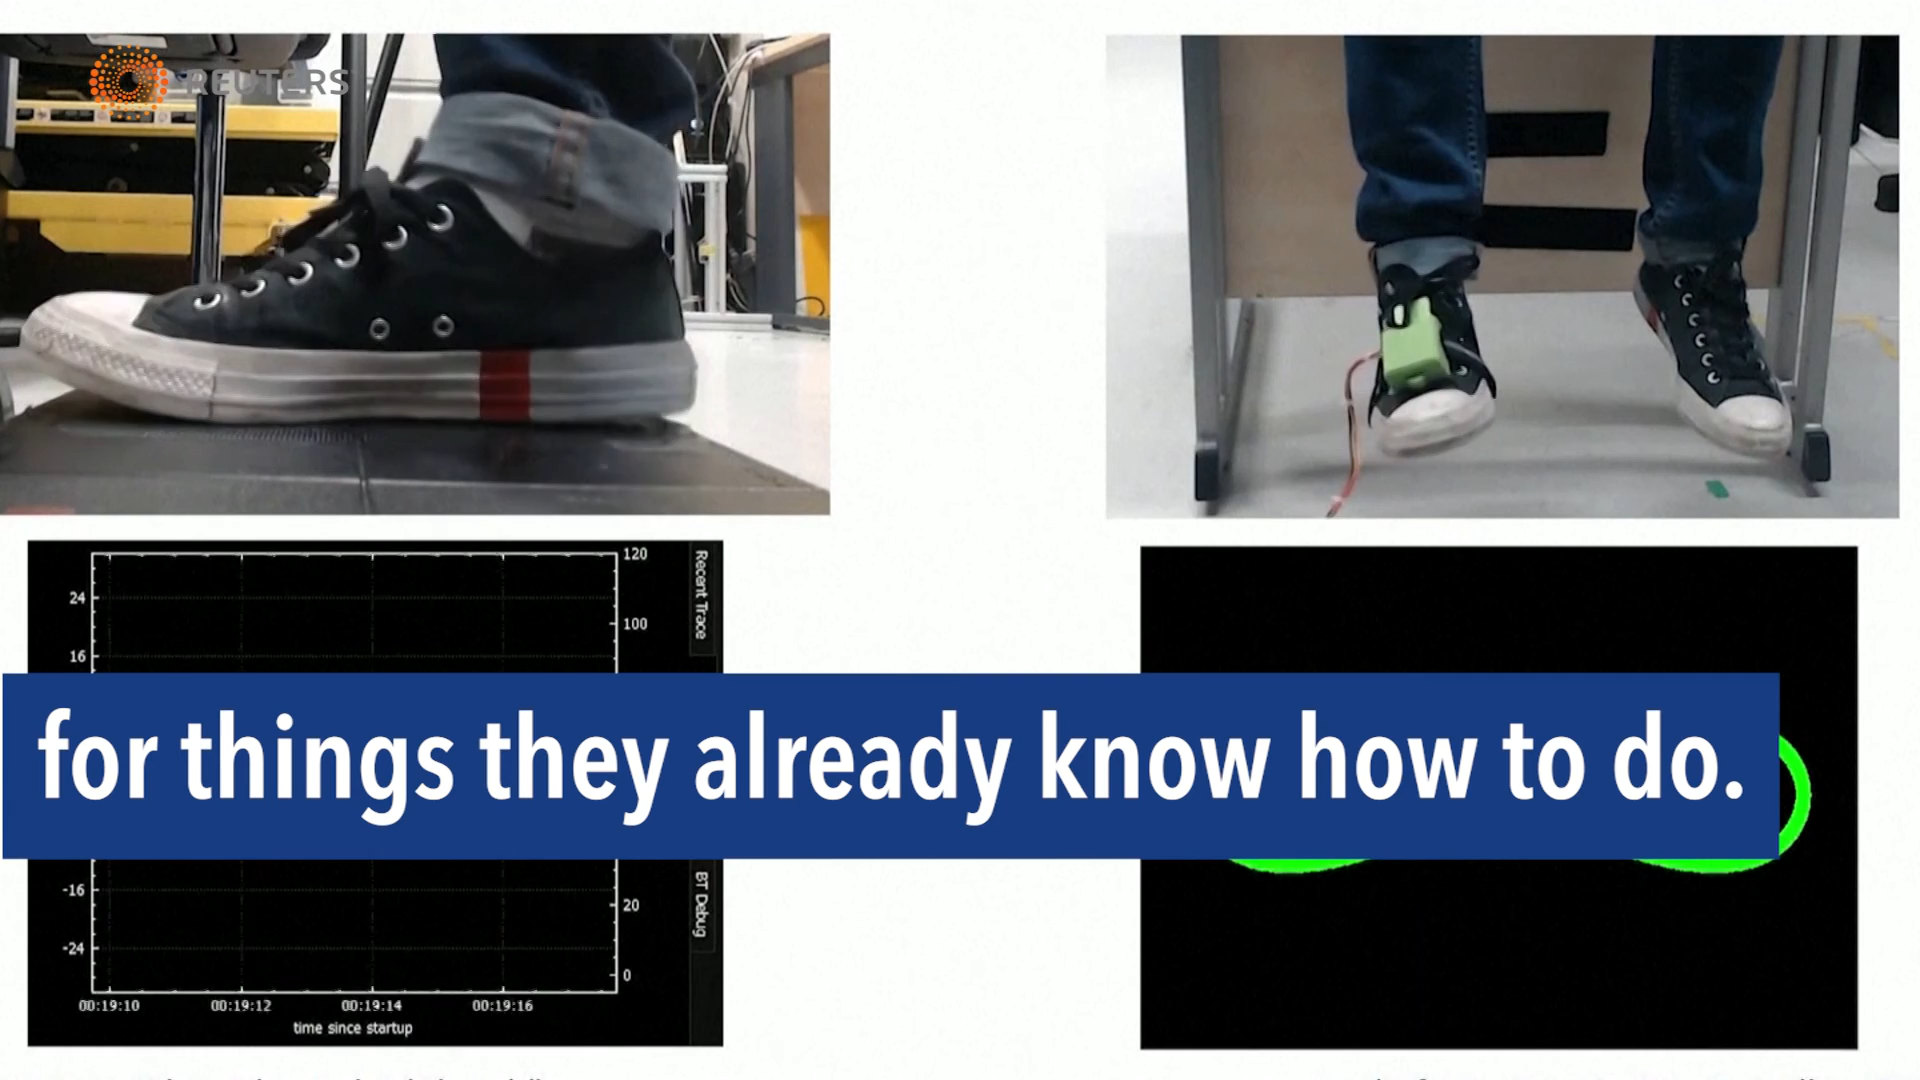 REUTERS
120
24
100
16
Recent Trace
for things they already know how to do.
-16
20
-24
0
BT Debug
00:19:10 00:19:12 00:19:14 00:19:16
time since startup